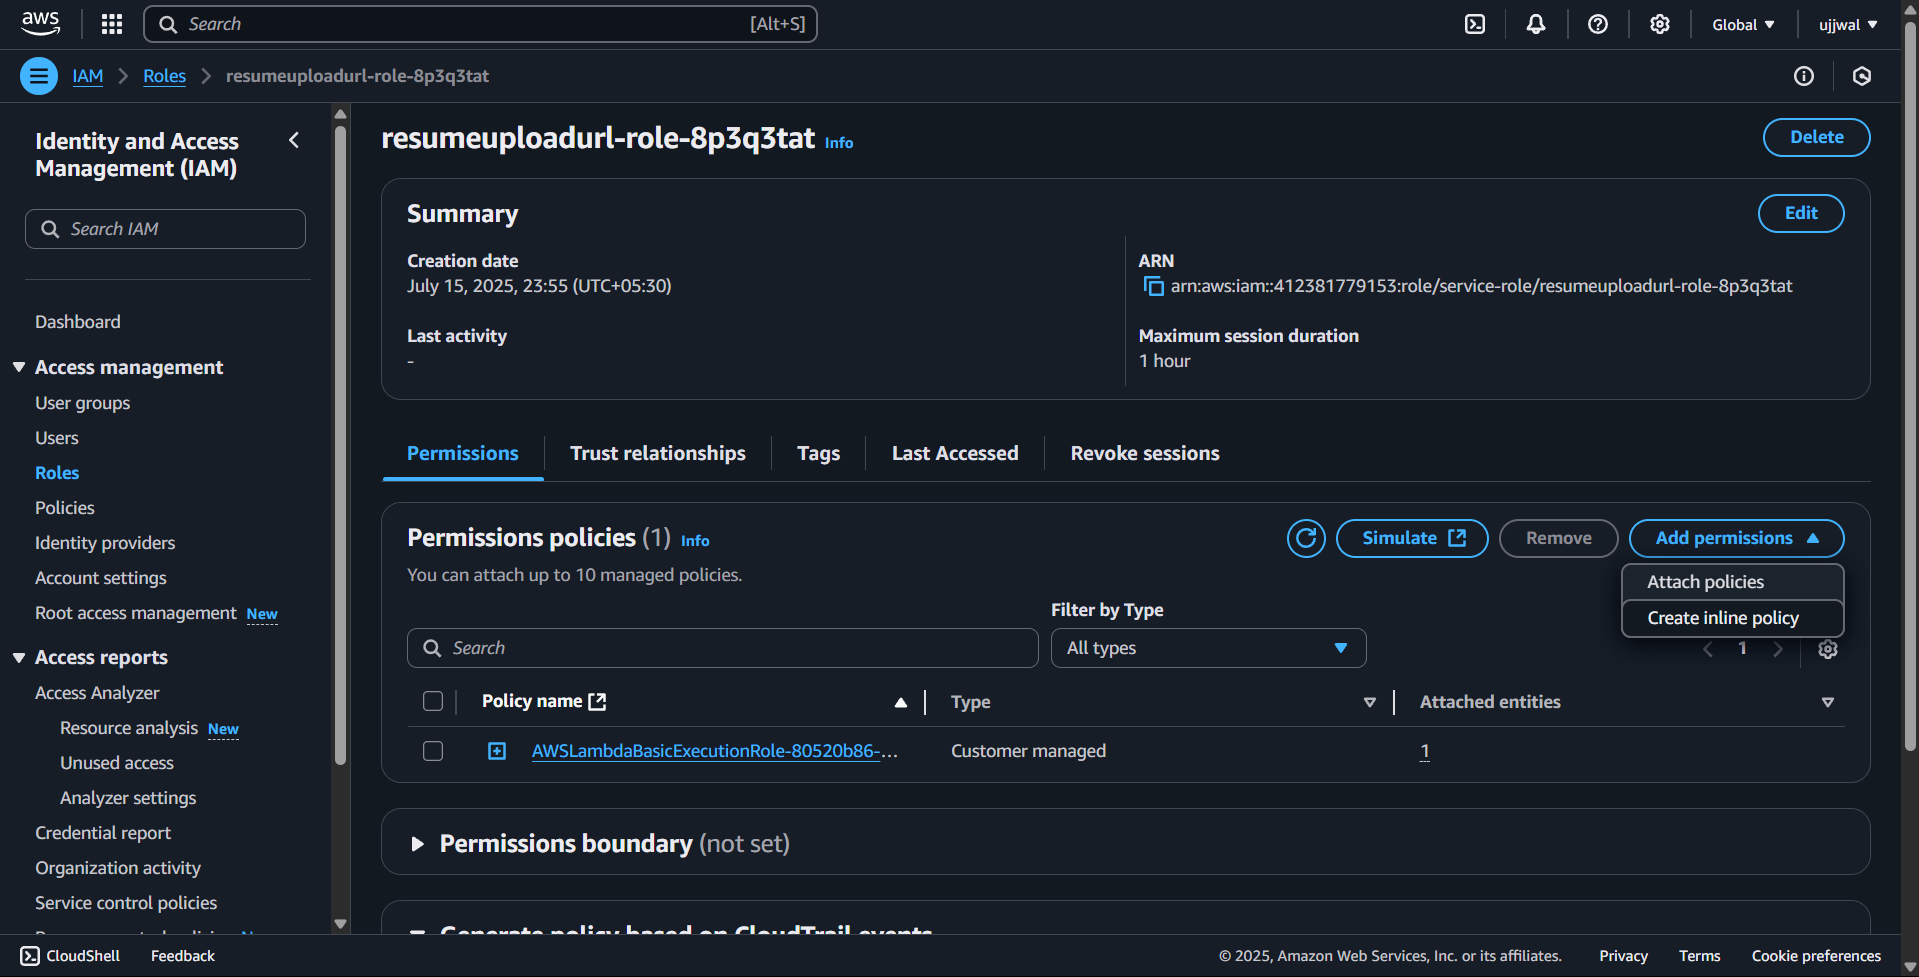 aws
Search
[Alt+S]
Global
ujjwal
IAM
Roles
resumeuploadurl-role-8p3q3tat
Identity and Access
Management (IAM)
Search IAM
Dashboard
Access management
User groups
Users
Roles
Policies
Identity providers
Account settings
Root access management New
Access reports
Access Analyzer
Resource analysis New
Unused access
Analyzer settings
Credential report
Organization activity
Service control policies
resumeuploadurl-role-8p3q3tat Info
Delete
Summary
Edit
Creation date
July 15, 2025, 23:55 (UTC+05:30)
ARN
arn:aws:iam::412381779153:role/service-role/resumeuploadurl-role-8p3q3tat
Last activity
-
Maximum session duration
1 hour
Permissions
Trust relationships
Tags
Last Accessed
Revoke sessions
Permissions policies (1) Info
Simulate
Remove
Add permissions
You can attach up to 10 managed policies.
Attach policies
Create inline policy
Filter by Type
Search
All types
1
Policy name
Type
Attached entities
AWSLambdaBasicExecutionRole-80520b86-...
Customer managed
1
Permissions boundary (not set)
Generate policy based on CloudTrail events
CloudShell
Feedback
© 2025, Amazon Web Services, Inc. or its affiliates.
Privacy
Terms
Cookie preferences